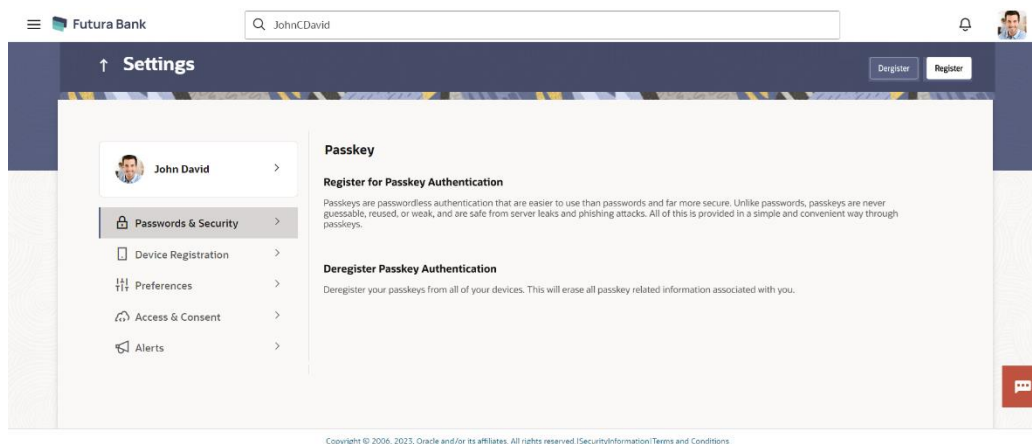 Futura Bank
JohnCDavid
Settings
Dergister
Register
John David
Passwords & Security
Device Registration
Preferences
Access & Consent
Alerts
Passkey
Register for Passkey Authentication
Passkeys are passwordless authentication that are easier to use than passwords and far more secure. Unlike passwords, passkeys are never
guessable, reused, or weak, and are safe from server leaks and phishing attacks. All of this is provided in a simple and convenient way through
passkeys.
Deregister Passkey Authentication
Deregister your passkeys from all of your devices. This will erase all passkey related information associated with you.
Copyright © 2006, 2023, Oracle and/or its affiliates. All rights reserved.|SecurityInformation|Terms and Conditions